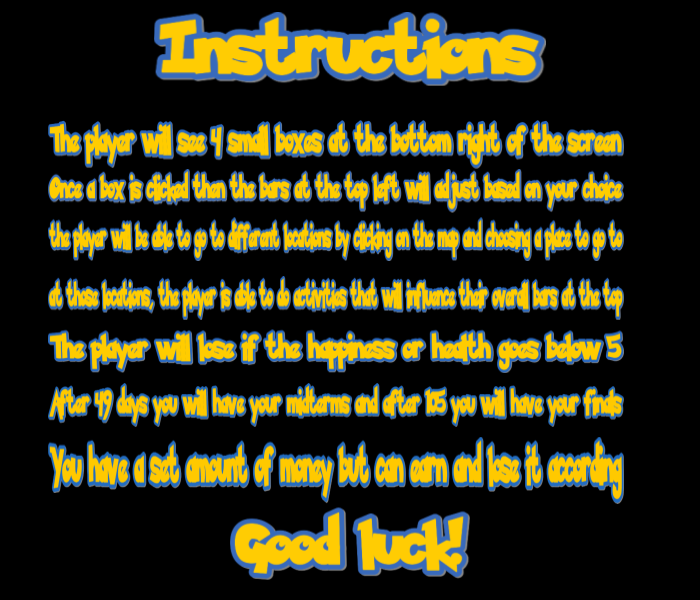 Instructions
The player will see 4 small boxes at the bottom right of the screen
Once a box is clicked then the bars at the top left will adjust based on your choice
the player will be able to go to different locations by clicking on the map and choosing a place to go to
at these locations, the player is able to do activities that will influence their overall bars at the top
The player will lose if the happiness or health goes below 5
After 49 days you will have your midterms and after 105 you will have your finals
You have a set amount of money but can earn and lose it according
Good luck!